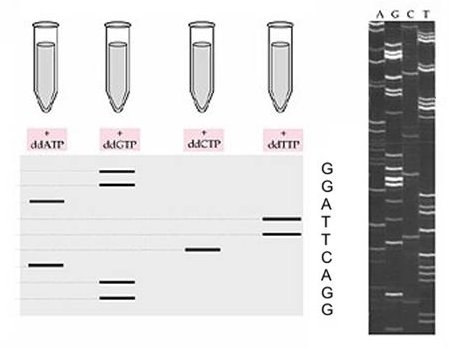 A G C T
+ + + +
ddATP ddGTP ddCTP ddTTP
G
G
A
T
T
C
A
G
G